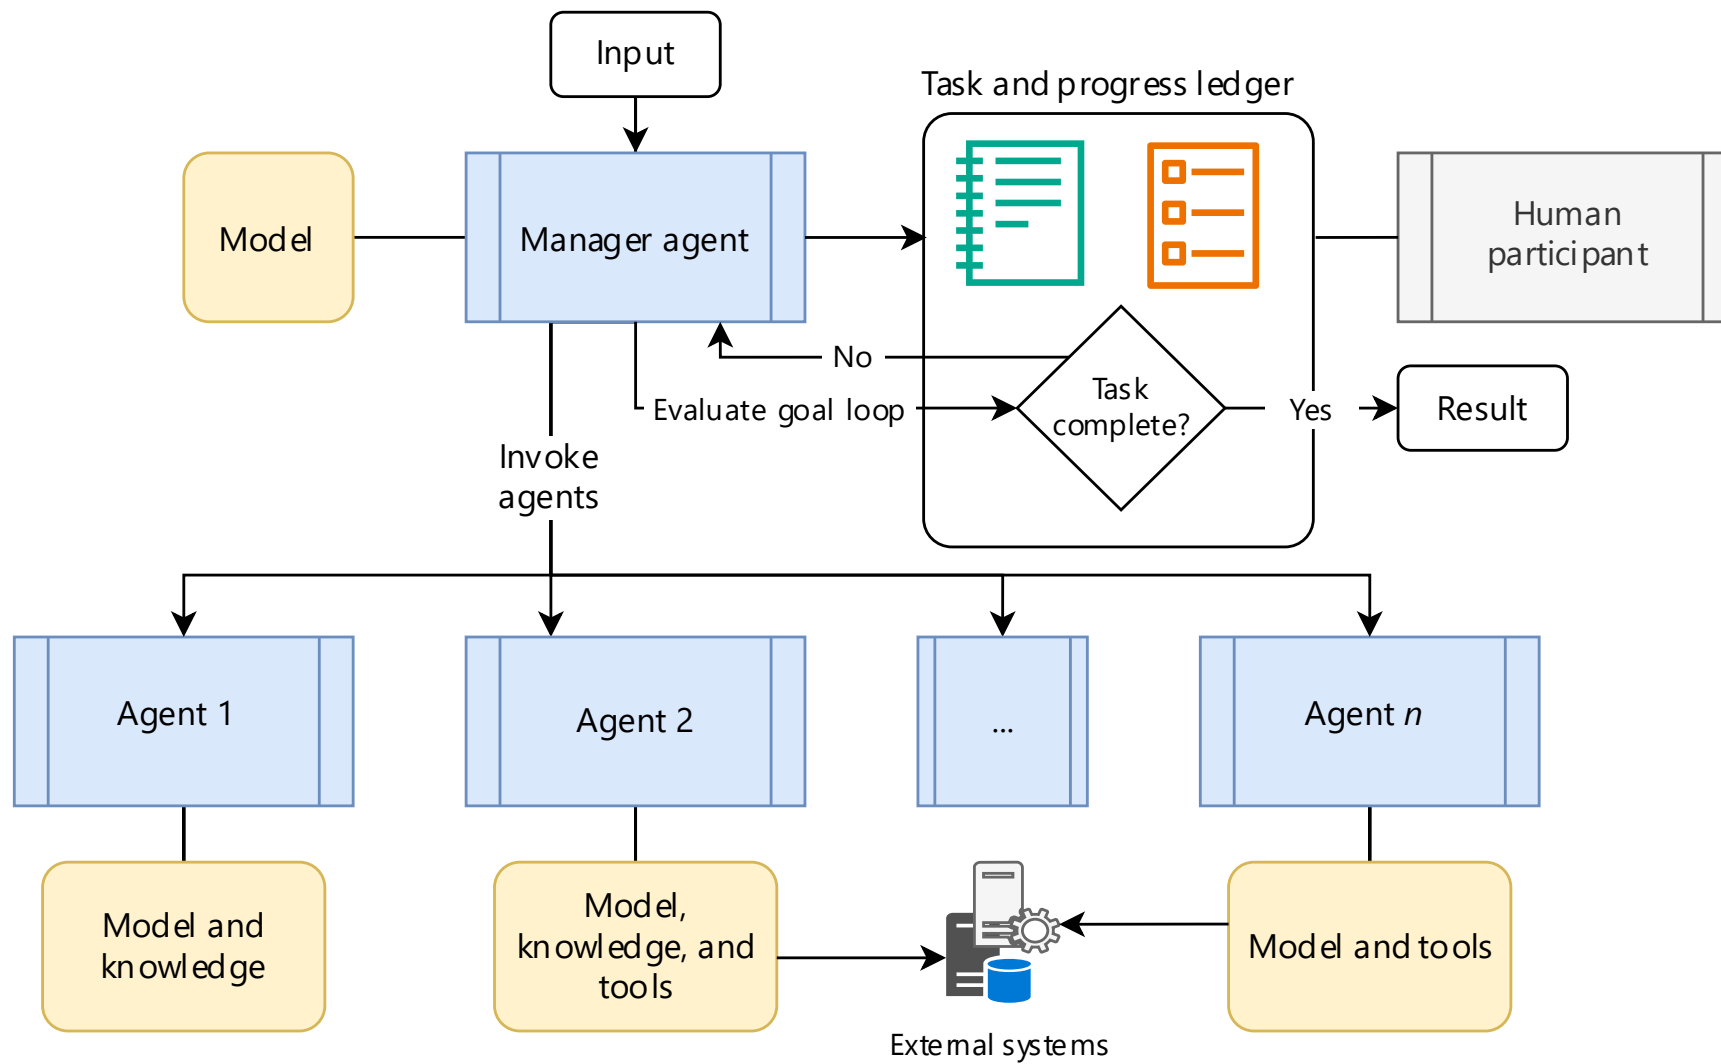 Input
Task and progress ledger
Model
Manager agent
Human
participant
No
Evaluate goal loop
Task
complete?
Yes
Result
Invoke
agents
Agent 1
Agent 2
...
Agent n
Model and
knowledge
Model,
knowledge, and
tools
Model and tools
External systems